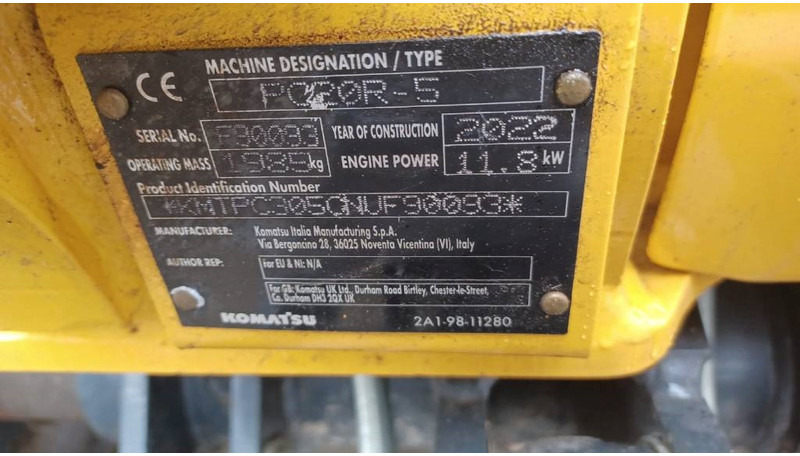 CE
MACHINE DESIGNATION / TYPE
PC20R-5
SERIAL No. F90093 YEAR OF CONSTRUCTION 2022
OPERATING MASS kg ENGINE POWER 11.8 kW
Product Identification Number
*KMTPC305CNUF90093*
MANUFACTURER: Komatsu Italia Manufacturing S.p.A.
Via Bergoncino 28, 36025 Noventa Vicentina (VI), Italy
AUTHOR REP: For EU & NI: N/A
For GB: Komatsu UK Ltd., Durham Road Birtley, Chester-le-Street,
Co. Durham DH3 2QX UK
KOMATSU 2A1-98-11280